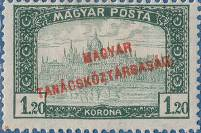 MAGYAR POSTA
MAGYAR
TANÁCSKÖZTÁRSASÁG
1.20 KORONA 1.20